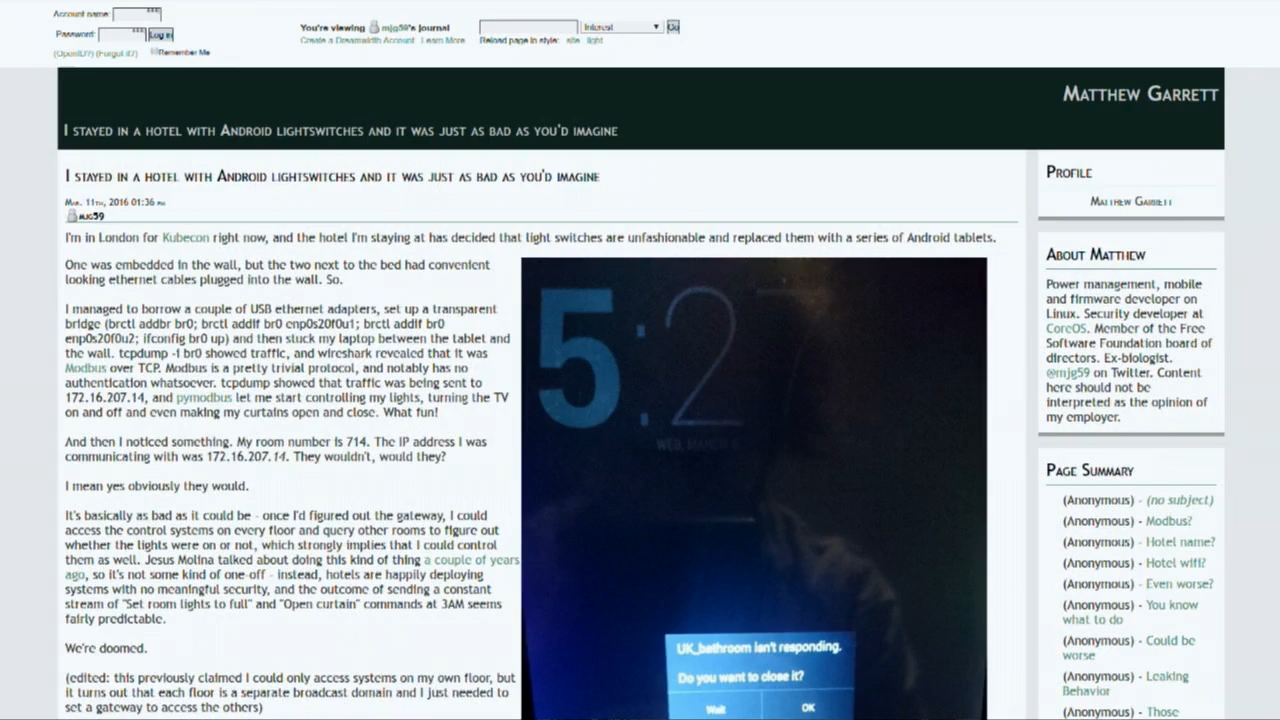 Account name:
Password: Log in
(OpenID?) (Forgot it?) Remember Me
You're viewing mjg59's journal
Create a Dreamwidth Account Learn More
Interest Go
Reload page in style: site light
Matthew Garrett
I stayed in a hotel with Android lightswitches and it was just as bad as you'd imagine
I stayed in a hotel with Android lightswitches and it was just as bad as you'd imagine
Mar. 11th, 2016 01:36 pm
mjg59
I'm in London for Kubecon right now, and the hotel I'm staying at has decided that light switches are unfashionable and replaced them with a series of Android tablets.
One was embedded in the wall, but the two next to the bed had convenient
looking ethernet cables plugged into the wall. So.
I managed to borrow a couple of USB ethernet adapters, set up a transparent
bridge (brctl addbr br0; brctl addif br0 enp0s20f0u1; brctl addif br0
enp0s20f0u2; ifconfig br0 up) and then stuck my laptop between the tablet and
the wall. tcpdump -i br0 showed traffic, and wireshark revealed that it was
Modbus over TCP. Modbus is a pretty trivial protocol, and notably has no
authentication whatsoever. tcpdump showed that traffic was being sent to
172.16.207.14, and pymodbus let me start controlling my lights, turning the TV
on and off and even making my curtains open and close. What fun!
And then I noticed something. My room number is 714. The IP address I was
communicating with was 172.16.207.14. They wouldn't, would they?
I mean yes obviously they would.
It's basically as bad as it could be - once I'd figured out the gateway, I could
access the control systems on every floor and query other rooms to figure out
whether the lights were on or not, which strongly implies that I could control
them as well. Jesus Molina talked about doing this kind of thing a couple of years
ago, so it's not some kind of one-off - instead, hotels are happily deploying
systems with no meaningful security, and the outcome of sending a constant
stream of "Set room lights to full" and "Open curtain" commands at 3AM seems
fairly predictable.
We're doomed.
(edited: this previously claimed I could only access systems on my own floor, but
it turns out that each floor is a separate broadcast domain and I just needed to
set a gateway to access the others)
5:27
WED, MARCH
UK_bathroom isn't responding.
Do you want to close it?
Wait OK
Profile
Matthew Garrett
About Matthew
Power management, mobile
and firmware developer on
Linux. Security developer at
CoreOS. Member of the Free
Software Foundation board of
directors. Ex-biologist.
@mjg59 on Twitter. Content
here should not be
interpreted as the opinion of
my employer.
Page Summary
(Anonymous) - (no subject)
(Anonymous) - Modbus?
(Anonymous) - Hotel name?
(Anonymous) - Hotel wifi?
(Anonymous) - Even worse?
(Anonymous) - You know
what to do
(Anonymous) - Could be
worse
(Anonymous) - Leaking
Behavior
(Anonymous) - Those